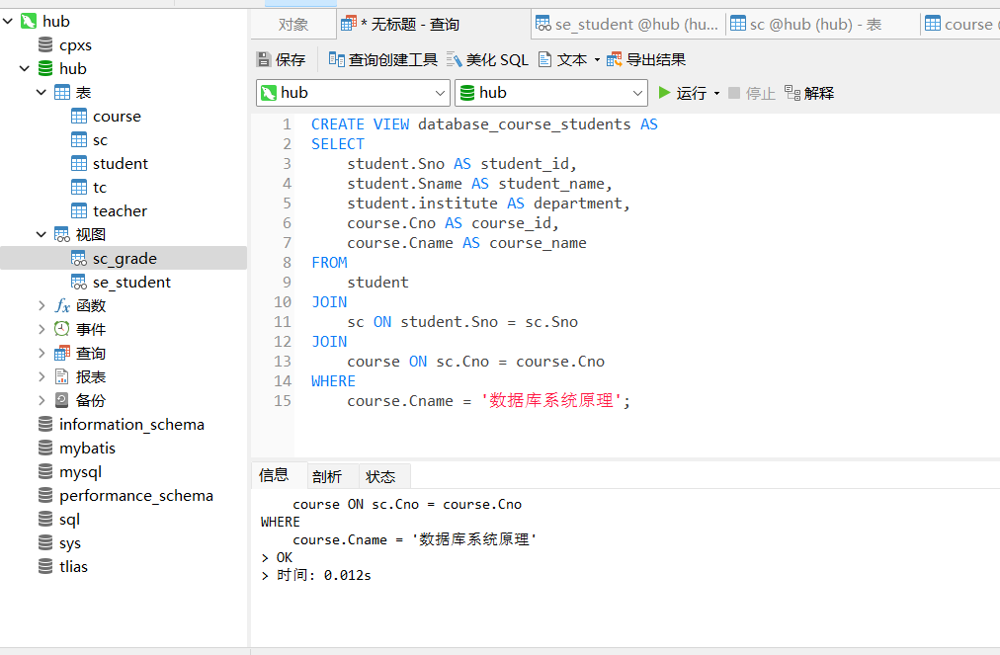 hub
cpxs
hub
表
course
sc
student
tc
teacher
视图
sc_grade
se_student
fx 函数
事件
查询
报表
备份
information_schema
mybatis
mysql
performance_schema
sql
sys
tlias
对象
* 无标题 - 查询
se_student @hub (hu...
sc @hub (hub) - 表
course (
保存
查询创建工具
美化 SQL
文本
导出结果
hub
hub
运行
停止
解释
1 CREATE VIEW database_course_students AS
2 SELECT
3 student.Sno AS student_id,
4 student.Sname AS student_name,
5 student.institute AS department,
6 course.Cno AS course_id,
7 course.Cname AS course_name
8 FROM
9 student
10 JOIN
11 sc ON student.Sno = sc.Sno
12 JOIN
13 course ON sc.Cno = course.Cno
14 WHERE
15 course.Cname = '数据库系统原理';
信息
剖析
状态
course ON sc.Cno = course.Cno
WHERE
course.Cname = '数据库系统原理'
> OK
> 时间: 0.012s